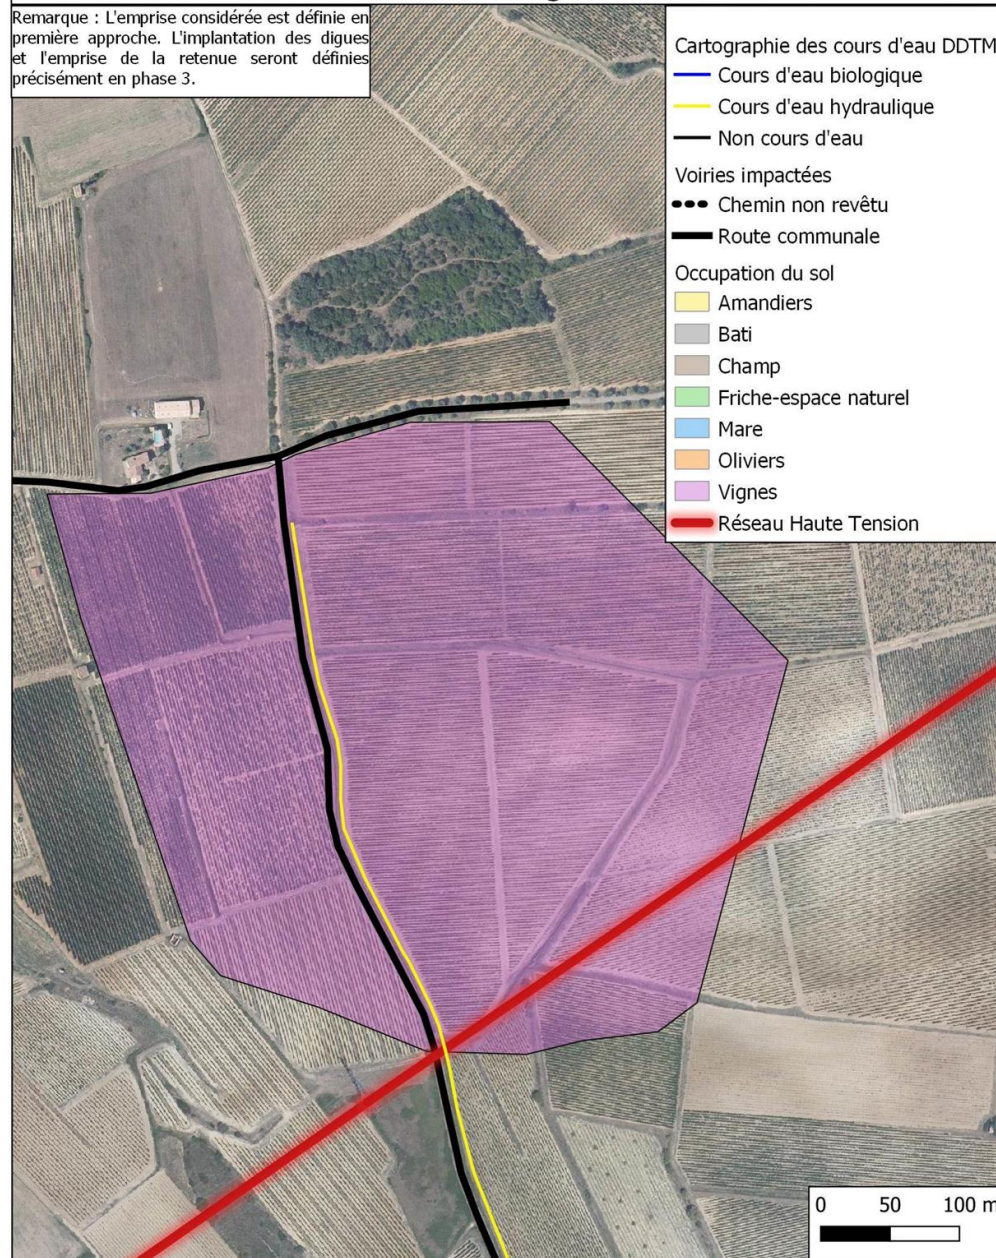 Remarque : L'emprise considérée est définie en
première approche. L'implantation des digues
et l'emprise de la retenue seront définies
précisément en phase 3.
Cartographie des cours d'eau DDTM
Cours d'eau biologique
Cours d'eau hydraulique
Non cours d'eau
Voiries impactées
Chemin non revêtu
Route communale
Occupation du sol
Amandiers
Bati
Champ
Friche-espace naturel
Mare
Oliviers
Vignes
Réseau Haute Tension
0 50 100 m